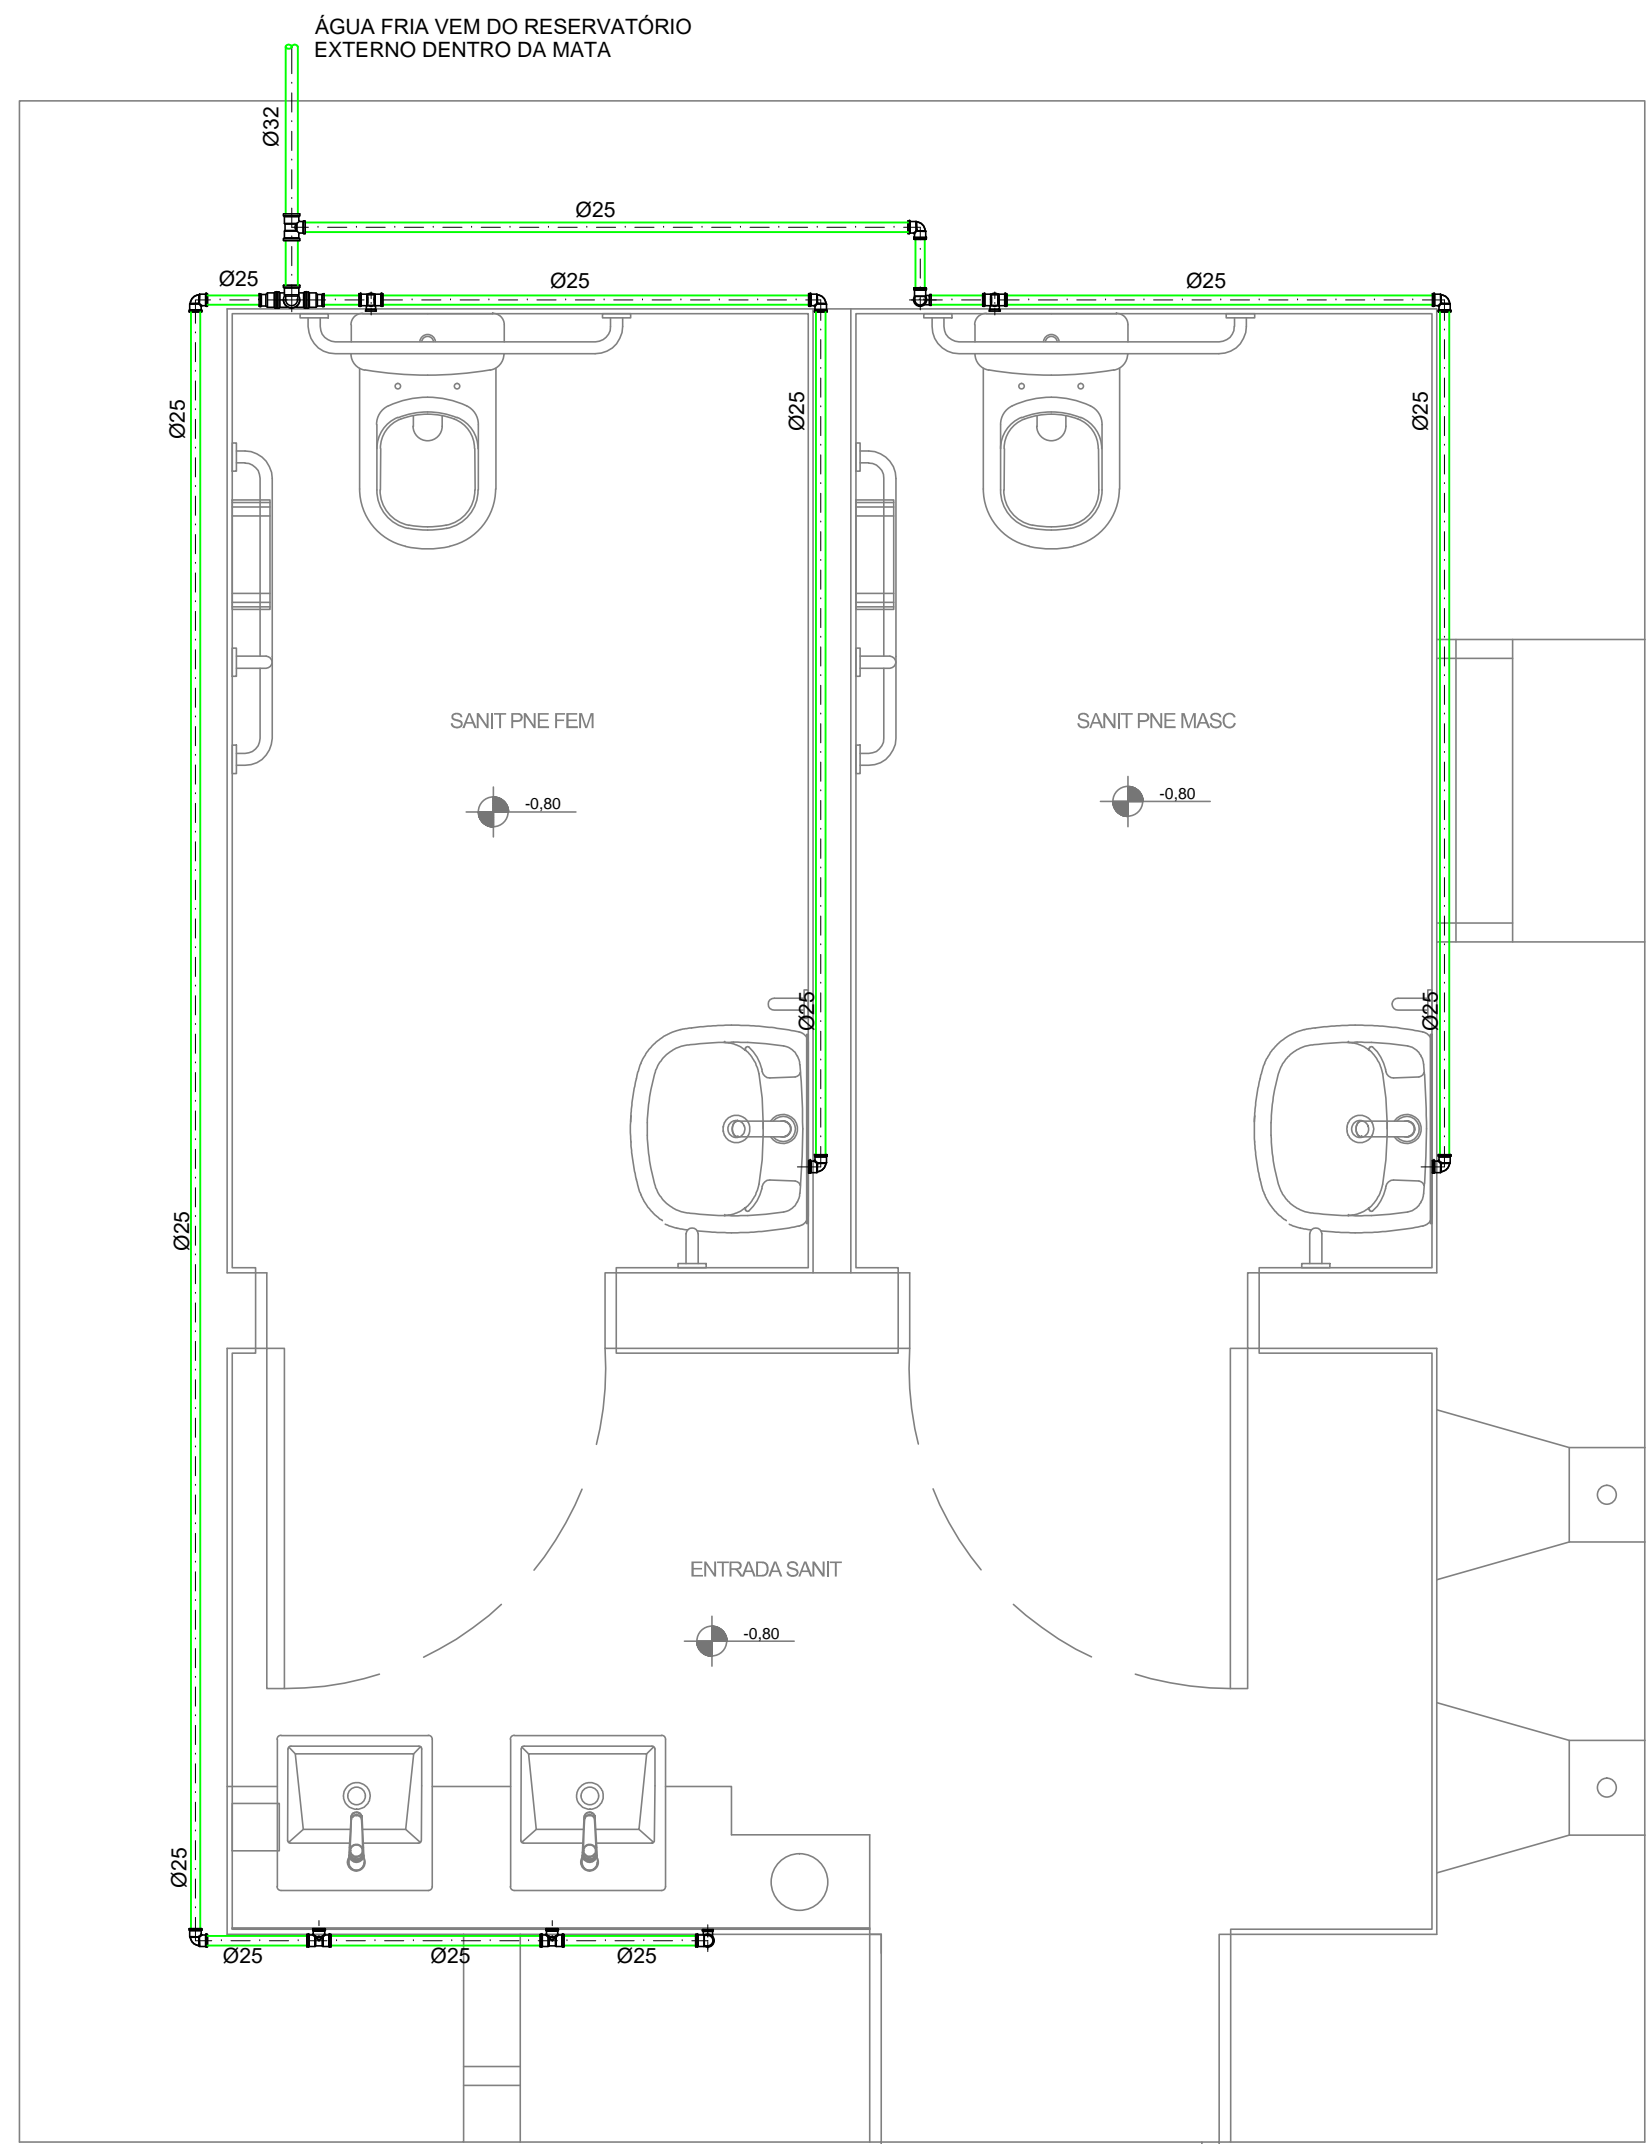 ÁGUA FRIA VEM DO RESERVATÓRIO
EXTERNO DENTRO DA MATA
Ø32
Ø25
Ø25
Ø25
Ø25
Ø25
Ø25
Ø25
SANIT PNE FEM
SANIT PNE MASC
-0,80
-0,80
Ø25
Ø25
Ø25
ENTRADA SANIT
-0,80
Ø25
Ø25
Ø25
Ø25